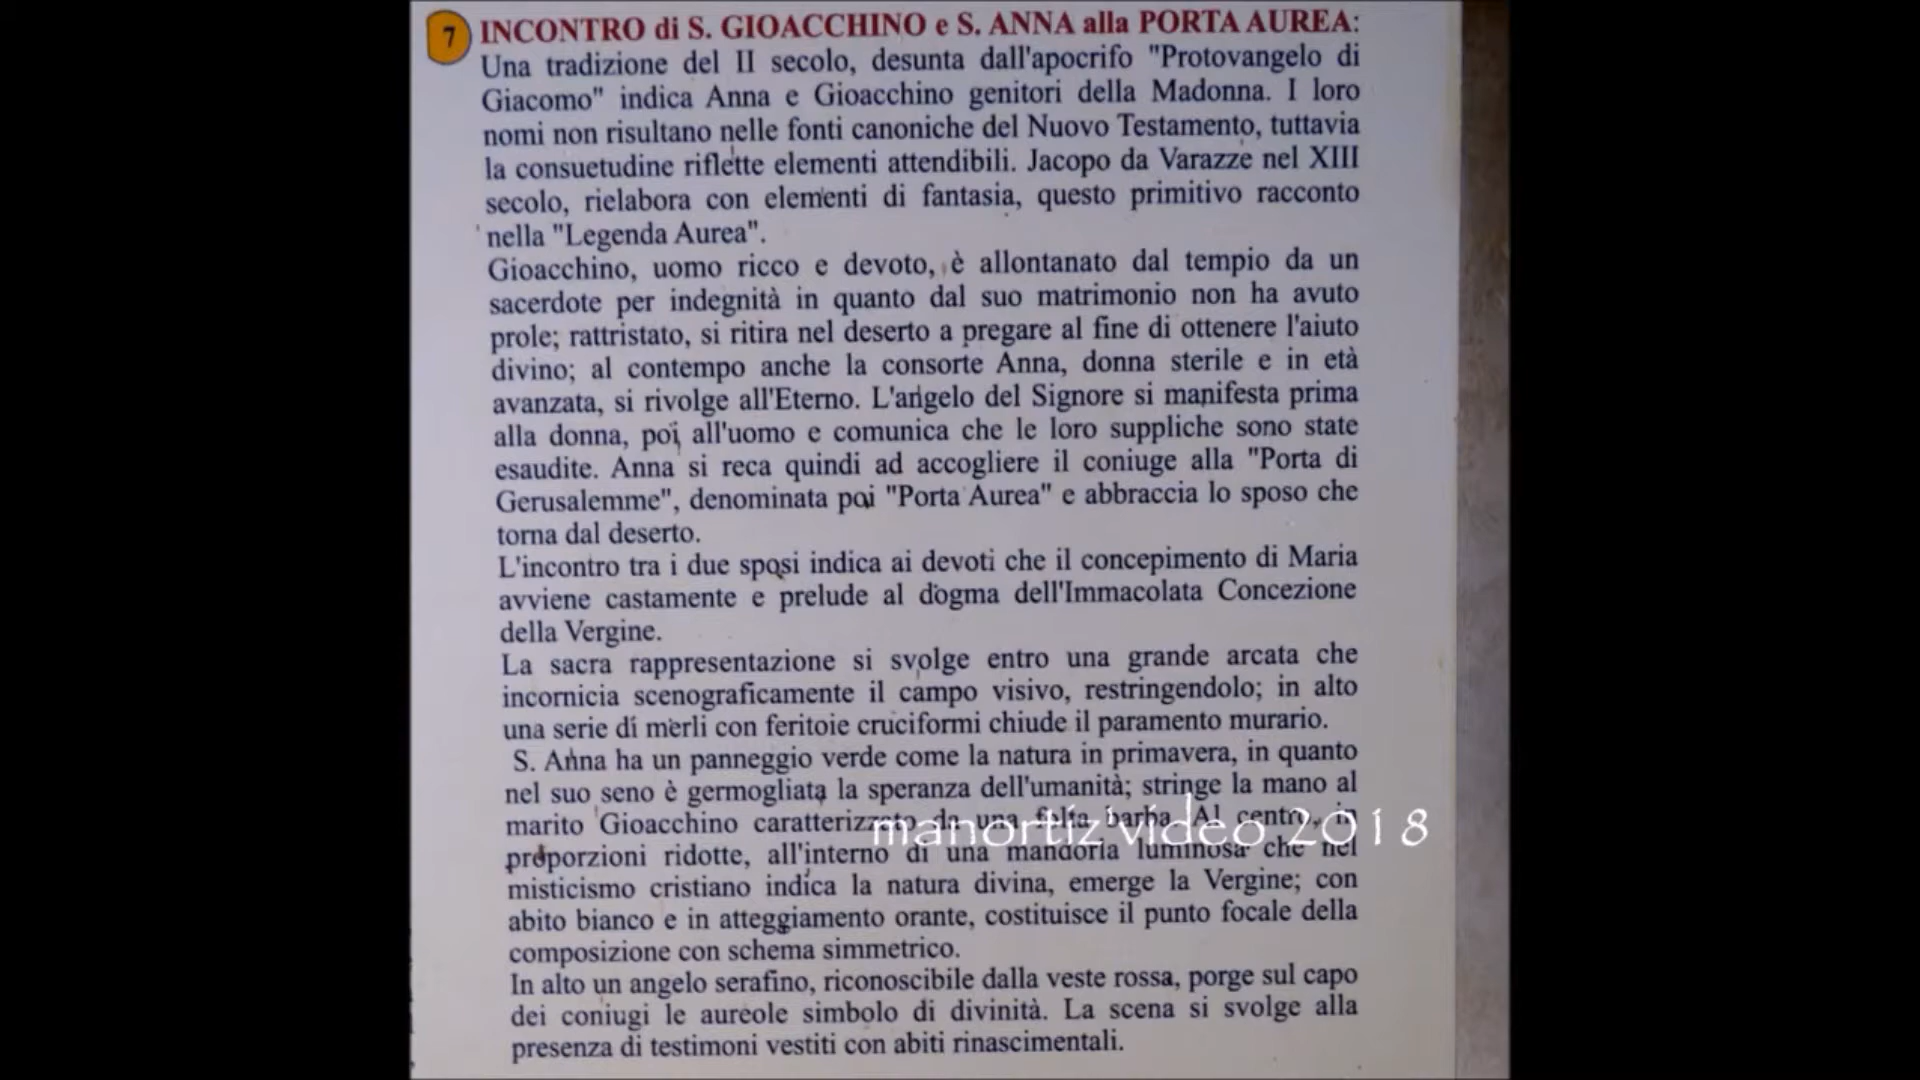 7 INCONTRO di S. GIOACCHINO e S. ANNA alla PORTA AUREA:
Una tradizione del II secolo, desunta dall'apocrifo "Protovangelo di
Giacomo" indica Anna e Gioacchino genitori della Madonna. I loro
nomi non risultano nelle fonti canoniche del Nuovo Testamento, tuttavia
la consuetudine riflette elementi attendibili. Jacopo da Varazze nel XIII
secolo, rielabora con elementi di fantasia, questo primitivo racconto
nella "Legenda Aurea".
Gioacchino, uomo ricco e devoto, è allontanato dal tempio da un
sacerdote per indegnità in quanto dal suo matrimonio non ha avuto
prole; rattristato, si ritira nel deserto a pregare al fine di ottenere l'aiuto
divino; al contempo anche la consorte Anna, donna sterile e in età
avanzata, si rivolge all'Eterno. L'angelo del Signore si manifesta prima
alla donna, poi all'uomo e comunica che le loro suppliche sono state
esaudite. Anna si reca quindi ad accogliere il coniuge alla "Porta di
Gerusalemme", denominata poi "Porta Aurea" e abbraccia lo sposo che
torna dal deserto.
L'incontro tra i due sposi indica ai devoti che il concepimento di Maria
avviene castamente e prelude al dogma dell'Immacolata Concezione
della Vergine.
La sacra rappresentazione si svolge entro una grande arcata che
incornicia scenograficamente il campo visivo, restringendolo; in alto
una serie di merli con feritoie cruciformi chiude il paramento murario.
S. Anna ha un panneggio verde come la natura in primavera, in quanto
nel suo seno è germogliata la speranza dell'umanità; stringe la mano al
marito Gioacchino caratterizzato da una folta barba. Al centro, in
manortiz video 2018
proporzioni ridotte, all'interno di una mandorla luminosa che nel
misticismo cristiano indica la natura divina, emerge la Vergine; con
abito bianco e in atteggiamento orante, costituisce il punto focale della
composizione con schema simmetrico.
In alto un angelo serafino, riconoscibile dalla veste rossa, porge sul capo
dei coniugi le aureole simbolo di divinità. La scena si svolge alla
presenza di testimoni vestiti con abiti rinascimentali.